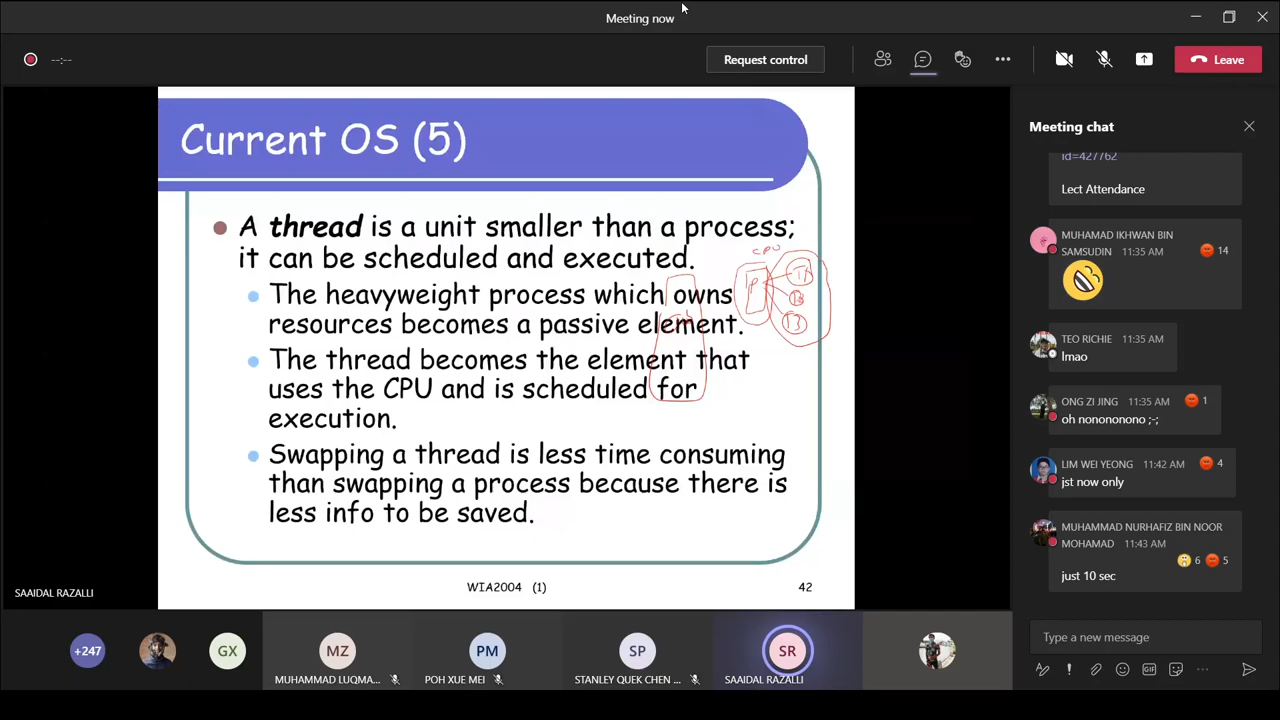 Meeting now
--:--
Request control
Leave
Current OS (5)
A thread is a unit smaller than a process;
it can be scheduled and executed.
The heavyweight process which owns
resources becomes a passive element.
The thread becomes the element that
uses the CPU and is scheduled for
execution.
Swapping a thread is less time consuming
than swapping a process because there is
less info to be saved.
CPU
P
T1
T3
WIA2004 (1)
42
SAAIDAL RAZALLI
Meeting chat
id=427762
Lect Attendance
MUHAMAD IKHWAN BIN
SAMSUDIN 11:35 AM
14
TEO RICHIE 11:35 AM
lmao
ONG ZI JING 11:35 AM 1
oh nonononono ;-;
LIM WEI YEONG 11:42 AM 4
jst now only
MUHAMMAD NURHAFIZ BIN NOOR
MOHAMAD 11:43 AM
6 5
just 10 sec
Type a new message
GIF
+247
GX
MZ
MUHAMMAD LUQMA...
PM
POH XUE MEI
SP
STANLEY QUEK CHEN ...
SR
SAAIDAL RAZALLI